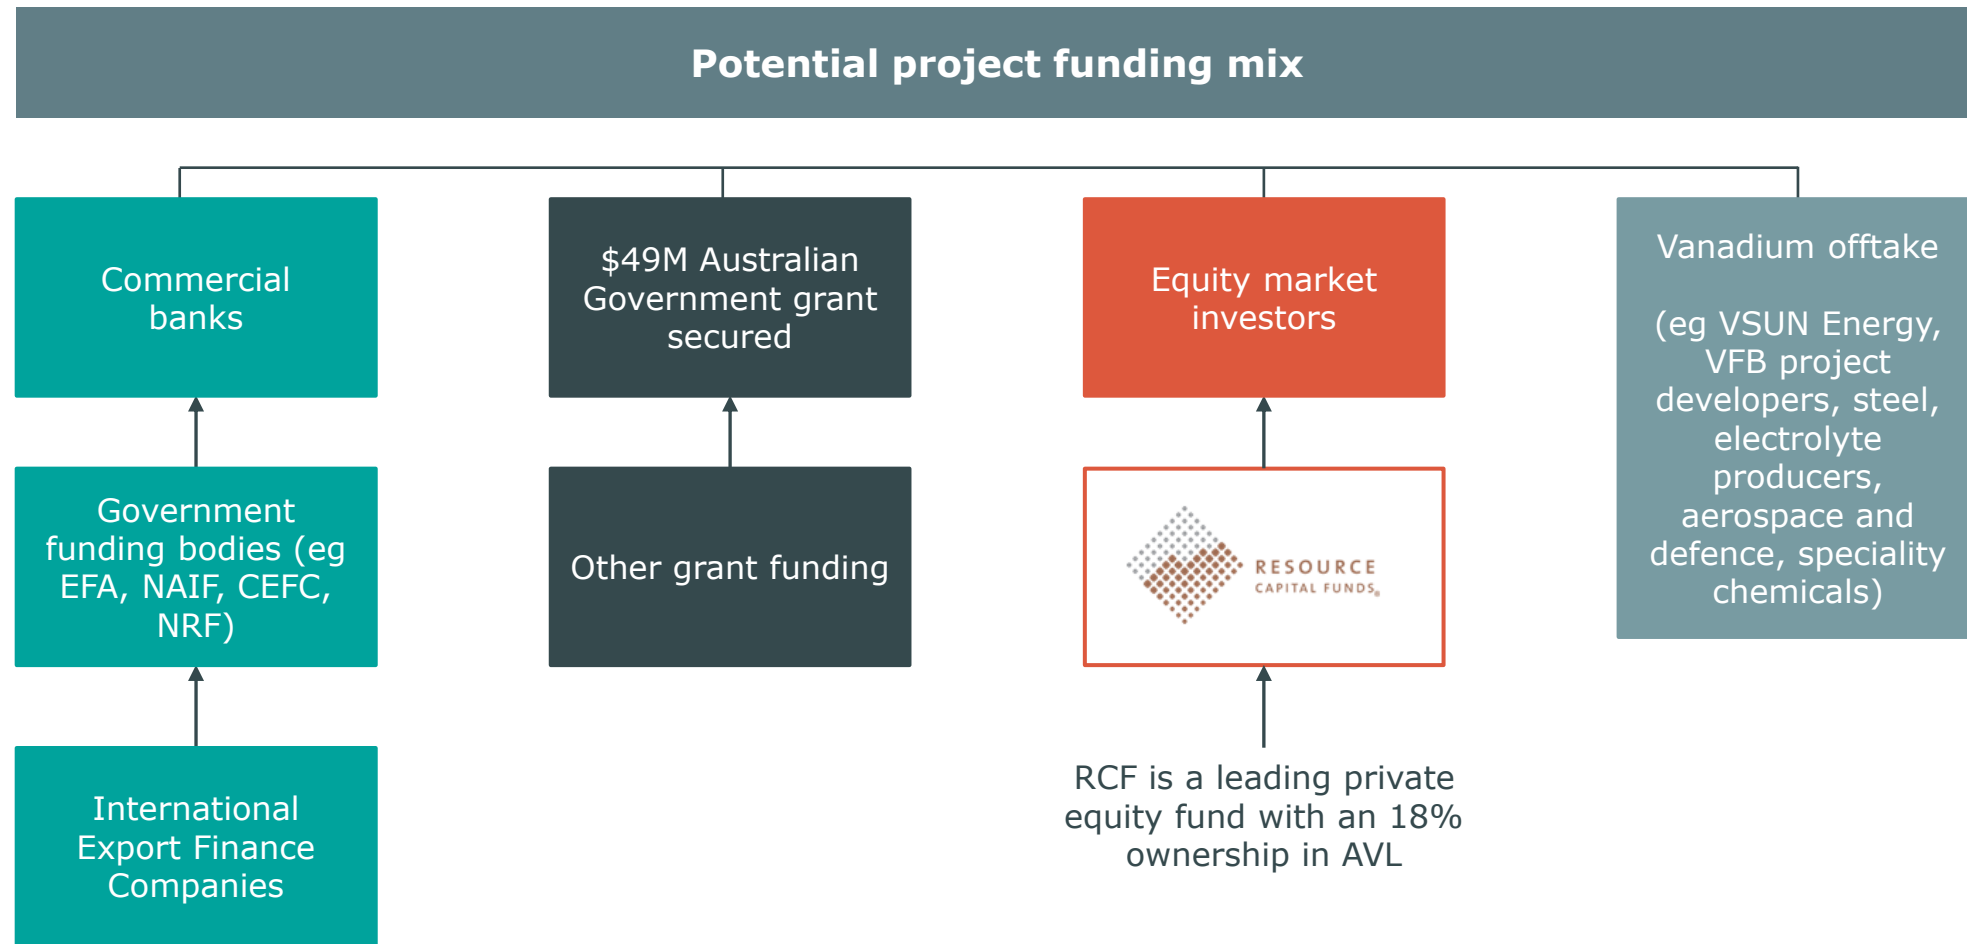 Potential project funding mix
Commercial
banks
Government
funding bodies (eg
EFA, NAIF, CEFC,
NRF)
International
Export Finance
Companies
$49M Australian
Government grant
secured
Other grant funding
Equity market
investors
RESOURCE
CAPITAL FUNDS®
RCF is a leading private
equity fund with an 18%
ownership in AVL
Vanadium offtake
(eg VSUN Energy,
VFB project
developers, steel,
electrolyte
producers,
aerospace and
defence, speciality
chemicals)